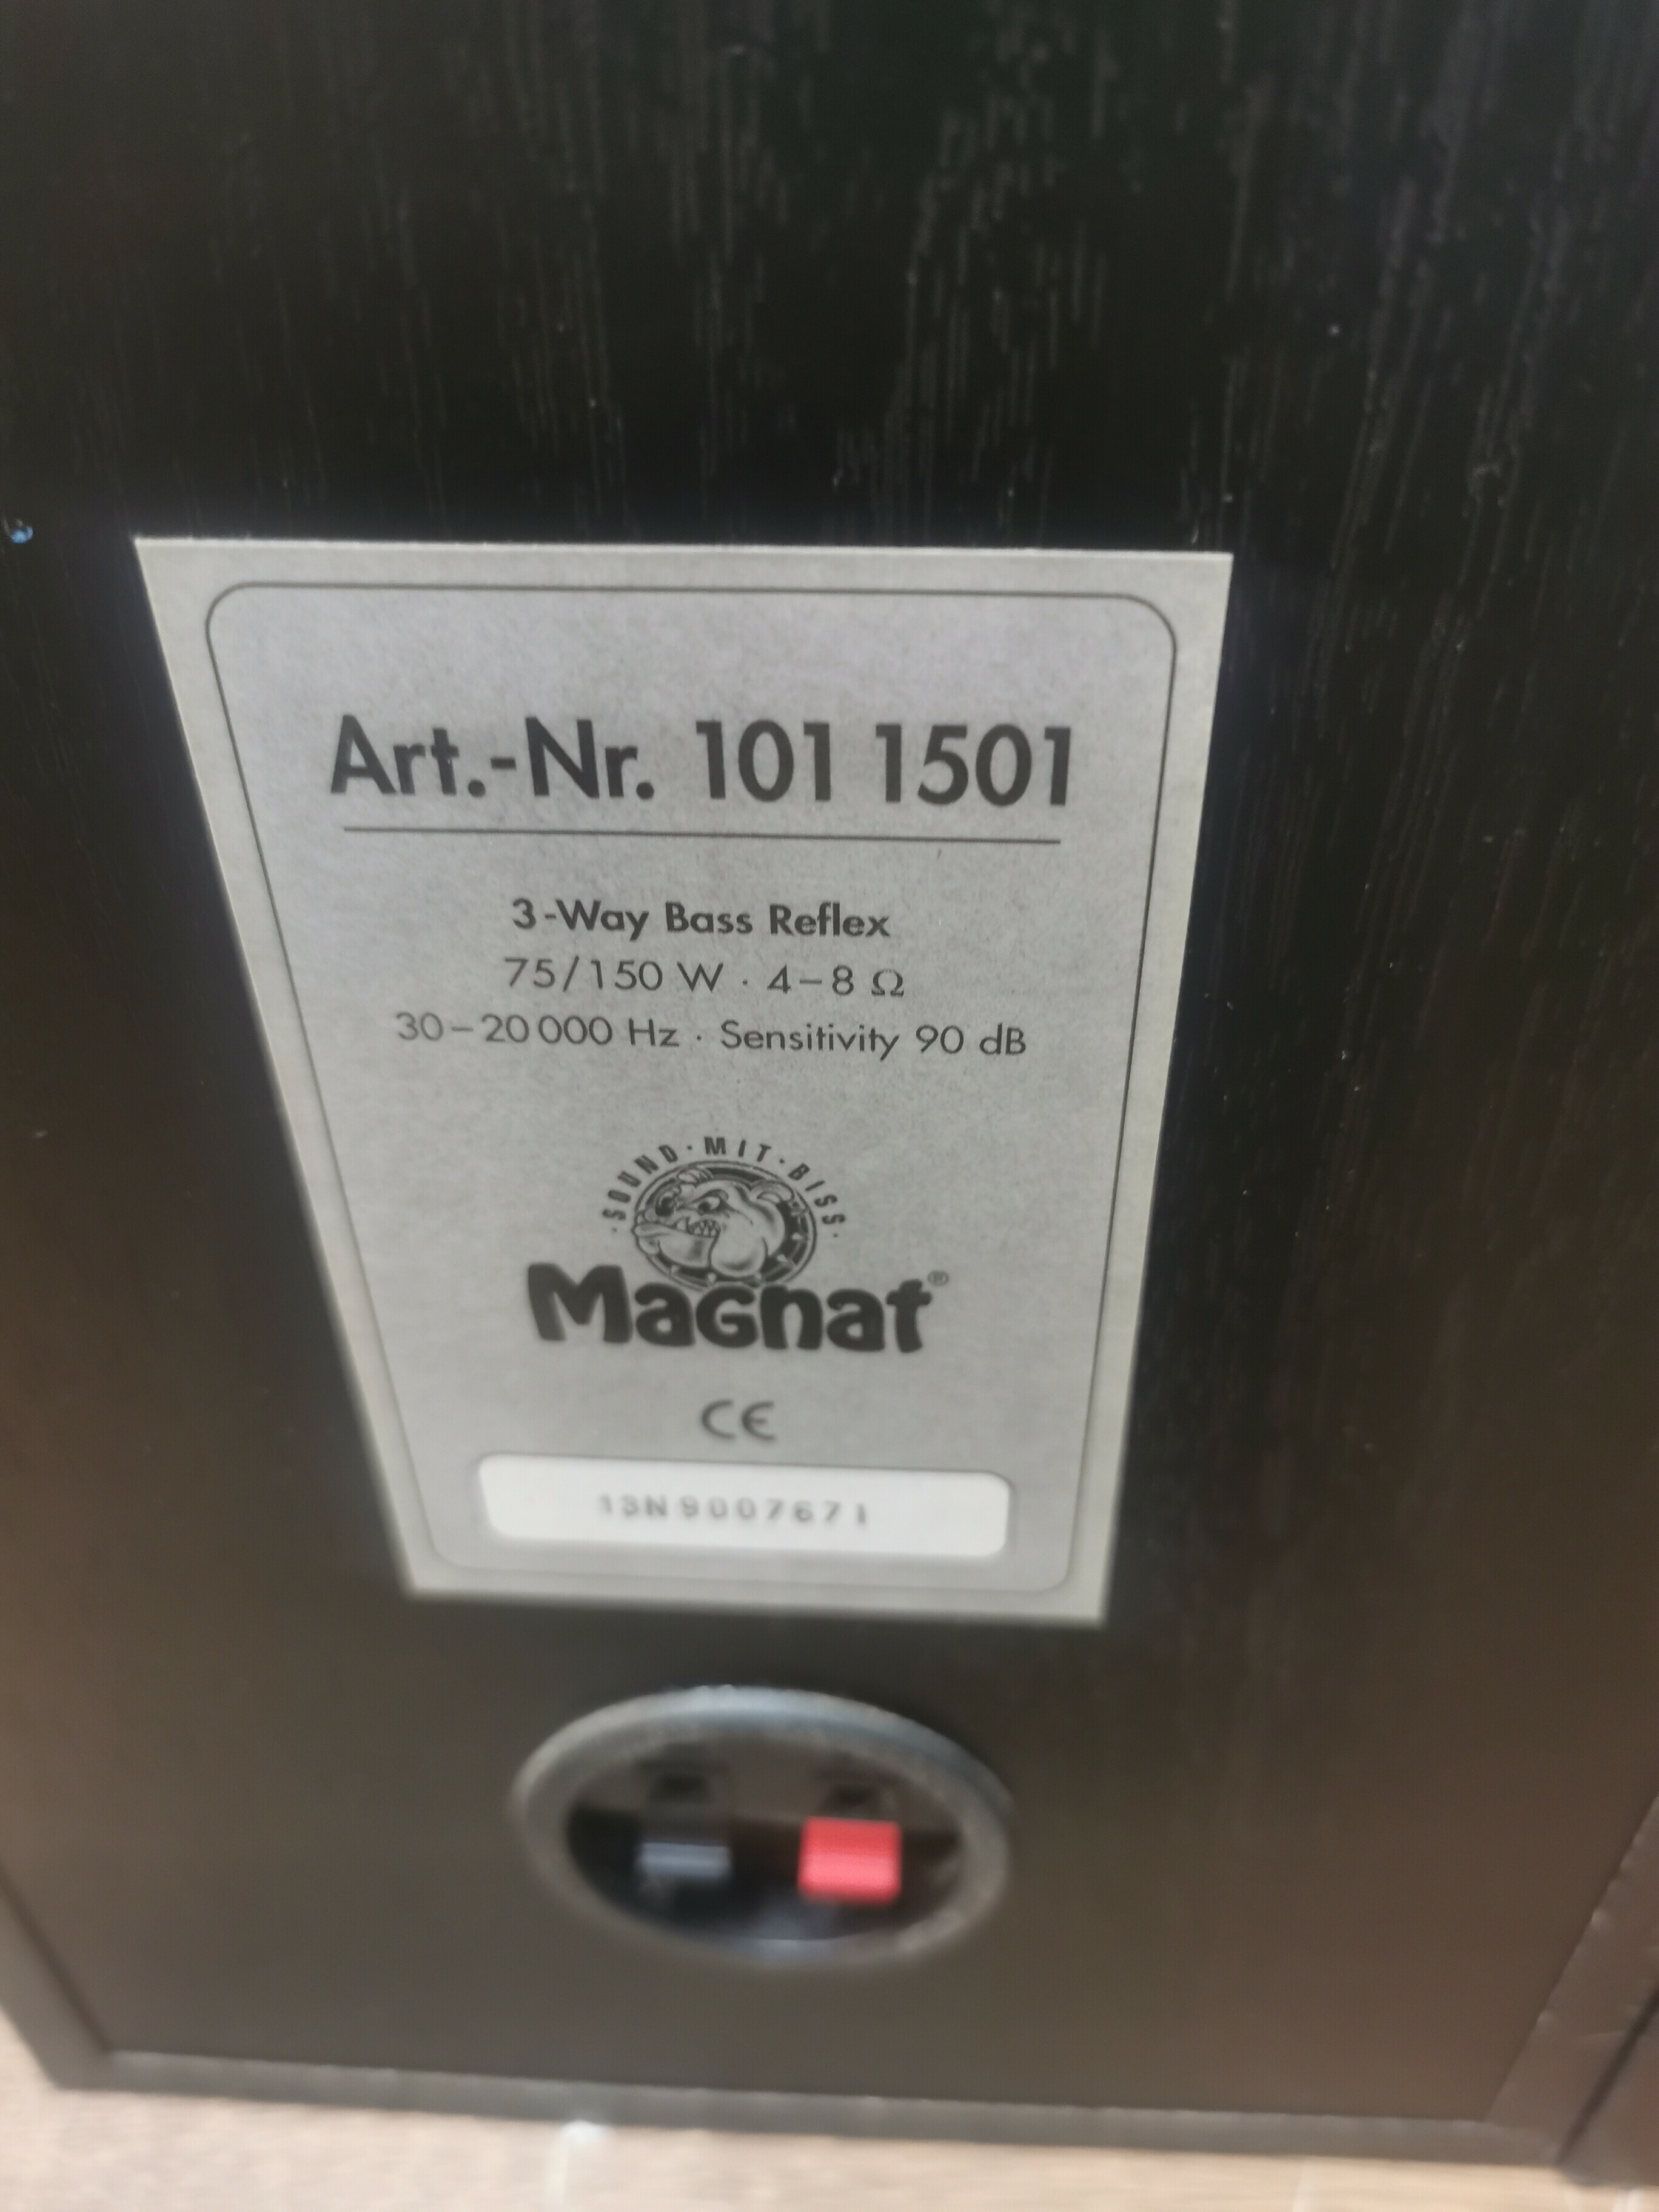 Art.-Nr. 101 1501
3-Way Bass Reflex
75/150 W · 4–8 Ω
30–20 000 Hz · Sensitivity 90 dB
· SOUND · MIT · BISS ·
Magnat®
CE
13N9007671